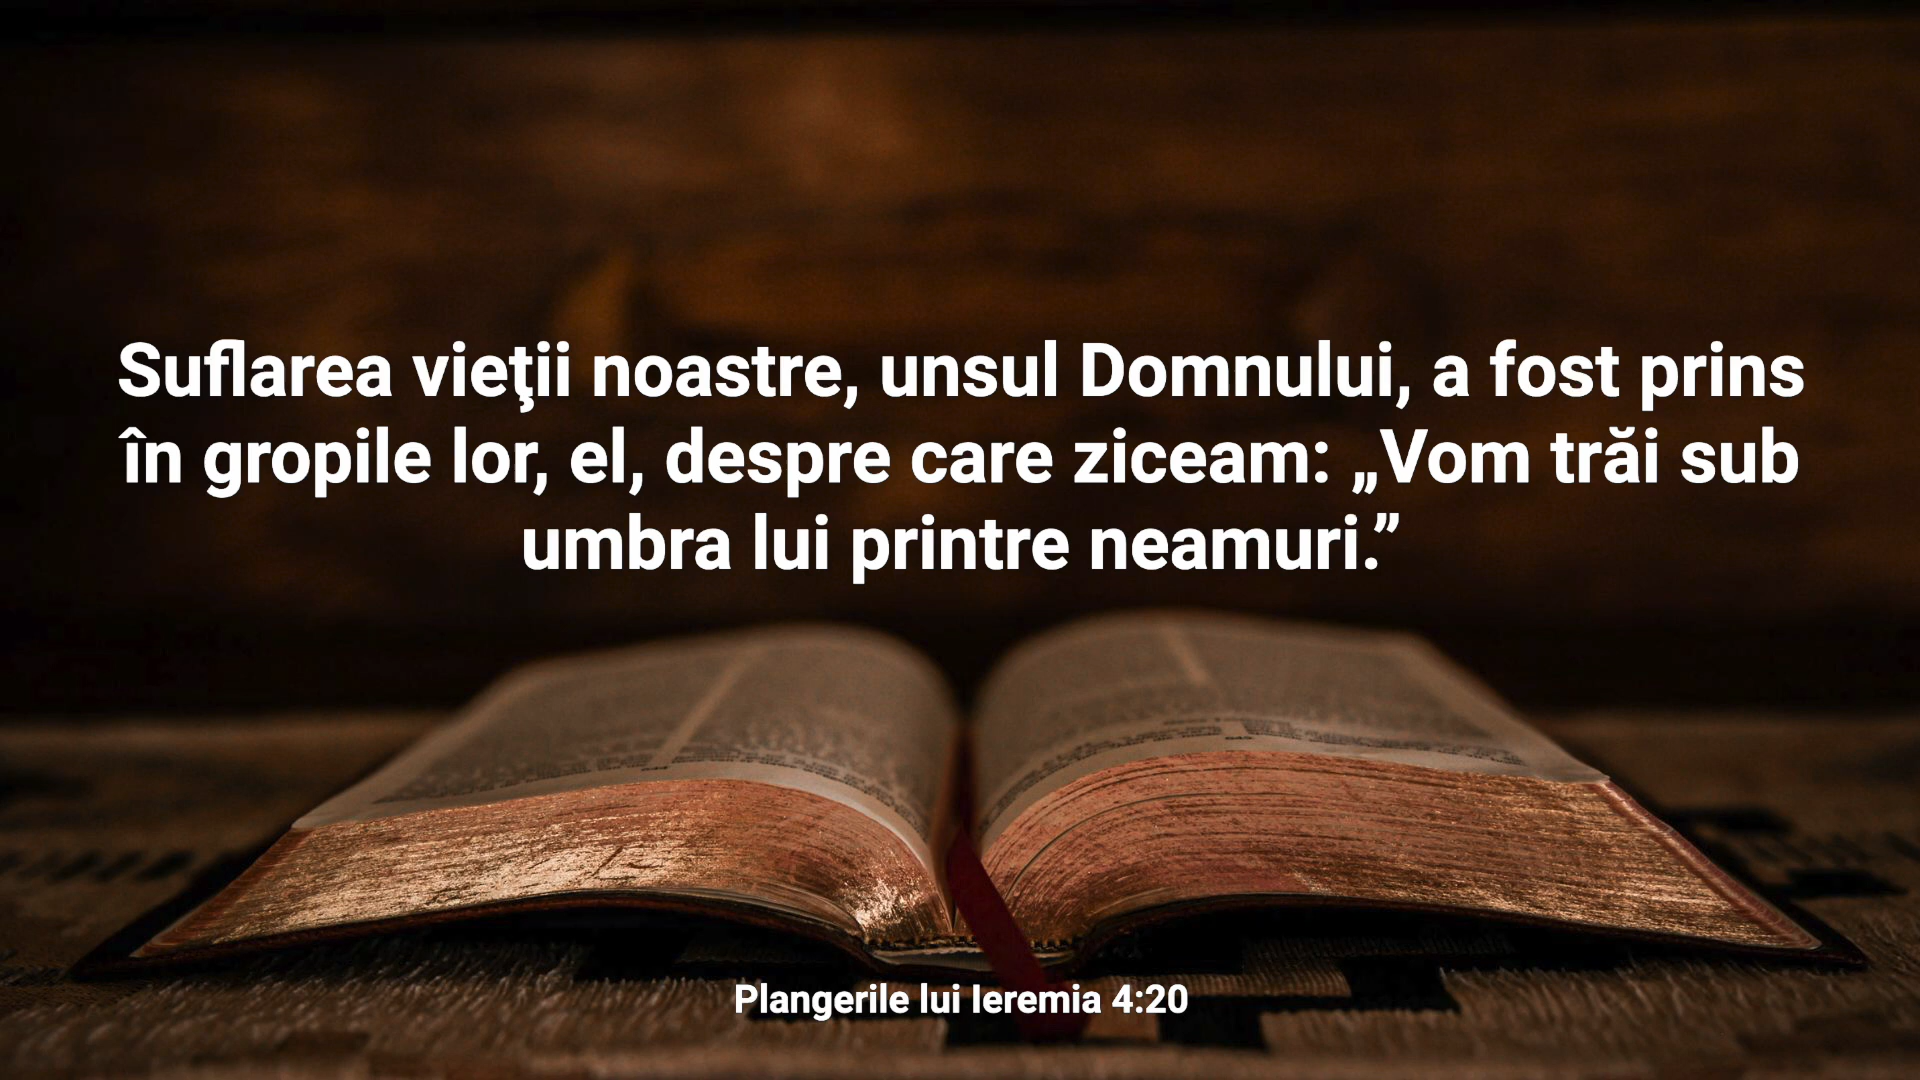 Suflarea vieţii noastre, unsul Domnului, a fost prins
în gropile lor, el, despre care ziceam: „Vom trăi sub
umbra lui printre neamuri.”
Plangerile lui Ieremia 4:20